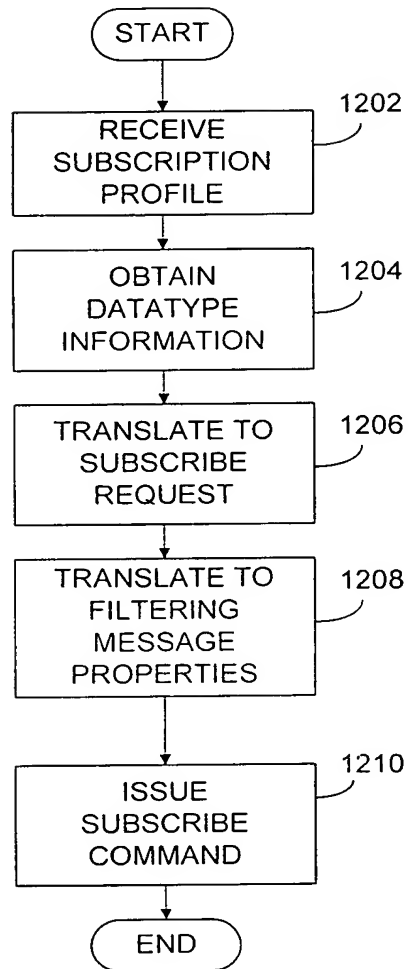 START
1202
RECEIVE
SUBSCRIPTION
PROFILE
1204
OBTAIN
DATATYPE
INFORMATION
1206
TRANSLATE TO
SUBSCRIBE
REQUEST
1208
TRANSLATE TO
FILTERING
MESSAGE
PROPERTIES
1210
ISSUE
SUBSCRIBE
COMMAND
END